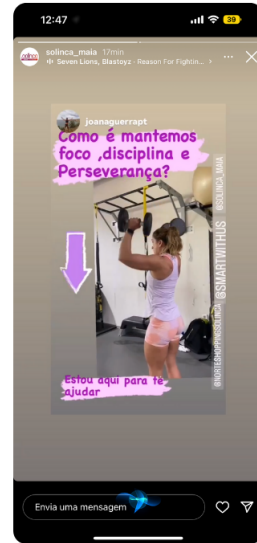 12:47
39
solinca_maia 17min
Seven Lions, Blastoyz · Reason For Fightin... >
joanaguerrapt
Como é mantemos
foco ,disciplina e
Perseverança?
@SOLINCA_MAIA
@SMARTWITHUS
@NORTESHOPPINGSOLINCA
Estou aqui para te
ajudar
Envia uma mensagem